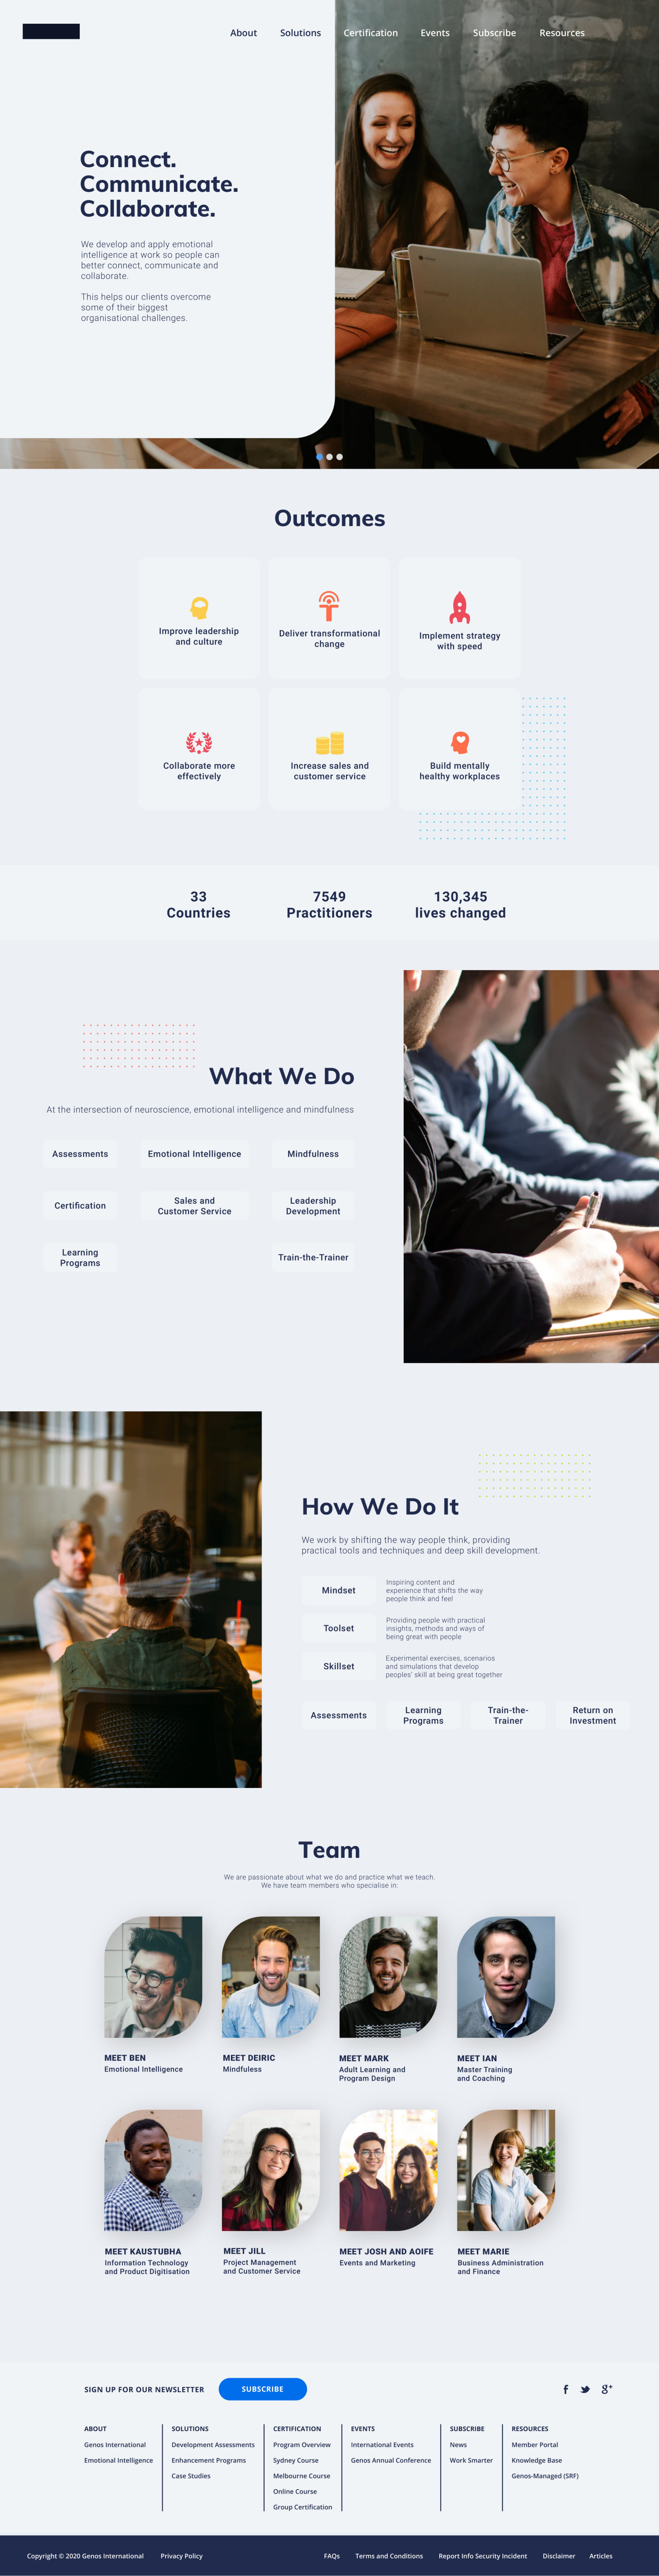 About Solutions Certification Events Subscribe Resources
Connect.
Communicate.
Collaborate.
We develop and apply emotional
intelligence at work so people can
better connect, communicate and
collaborate.
This helps our clients overcome
some of their biggest
organisational challenges.
Outcomes
Improve leadership
and culture
Deliver transformational
change
Implement strategy
with speed
Collaborate more
effectively
Increase sales and
customer service
Build mentally
healthy workplaces
33
Countries
7549
Practitioners
130,345
lives changed
What We Do
At the intersection of neuroscience, emotional intelligence and mindfulness
Assessments
Emotional Intelligence
Mindfulness
Certification
Sales and
Customer Service
Leadership
Development
Learning
Programs
Train-the-Trainer
How We Do It
We work by shifting the way people think, providing
practical tools and techniques and deep skill development.
Mindset
Inspiring content and
experience that shifts the way
people think and feel
Toolset
Providing people with practical
insights, methods and ways of
being great with people
Skillset
Experimental exercises, scenarios
and simulations that develop
peoples' skill at being great together
Assessments
Learning
Programs
Train-the-
Trainer
Return on
Investment
Team
We are passionate about what we do and practice what we teach.
We have team members who specialise in:
MEET BEN
Emotional Intelligence
MEET DEIRIC
Mindfuless
MEET MARK
Adult Learning and
Program Design
MEET IAN
Master Training
and Coaching
MEET KAUSTUBHA
Information Technology
and Product Digitisation
MEET JILL
Project Management
and Customer Service
MEET JOSH AND AOIFE
Events and Marketing
MEET MARIE
Business Administration
and Finance
SIGN UP FOR OUR NEWSLETTER
SUBSCRIBE
ABOUT
Genos International
Emotional Intelligence
SOLUTIONS
Development Assessments
Enhancement Programs
Case Studies
CERTIFICATION
Program Overview
Sydney Course
Melbourne Course
Online Course
Group Certification
EVENTS
International Events
Genos Annual Conference
SUBSCRIBE
News
Work Smarter
RESOURCES
Member Portal
Knowledge Base
Genos-Managed (SRF)
Copyright © 2020 Genos International Privacy Policy FAQs Terms and Conditions Report Info Security Incident Disclaimer Articles